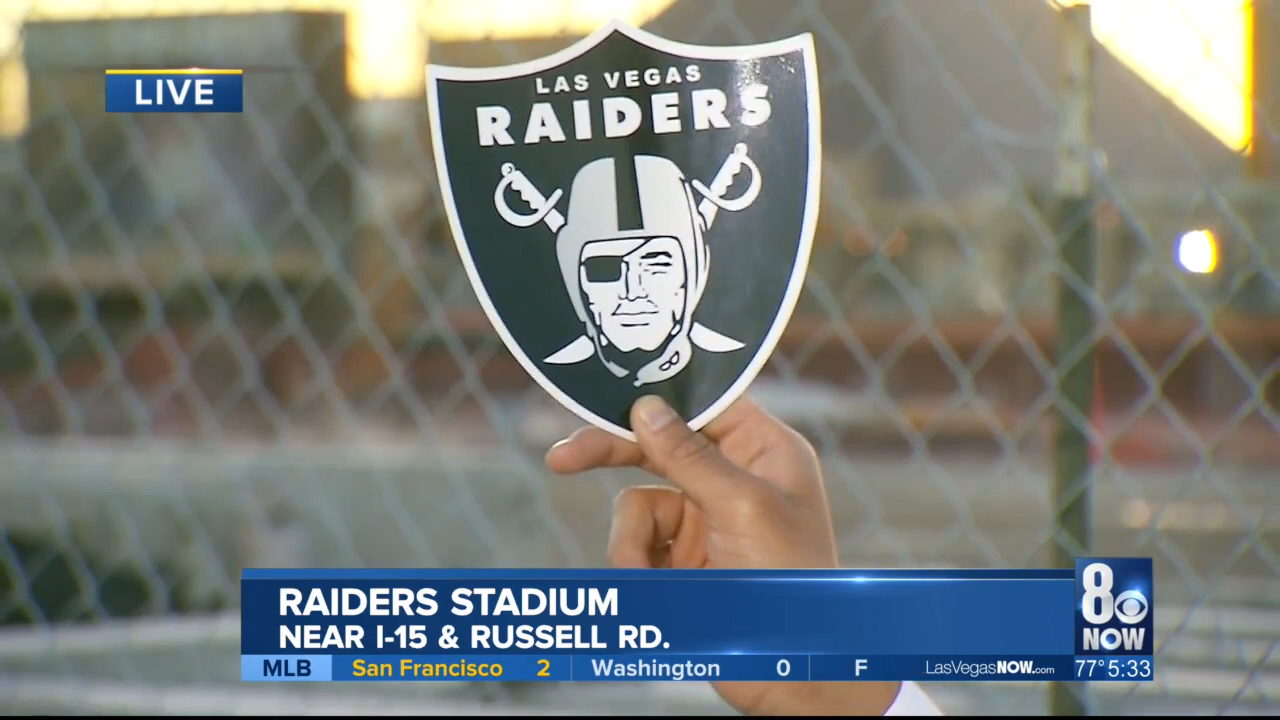 LIVE
LAS VEGAS
RAIDERS
RAIDERS STADIUM
NEAR I-15 & RUSSELL RD.
8
NOW
MLB San Francisco 2 Washington 0 F LasVegasNOW.com 77° 5:33